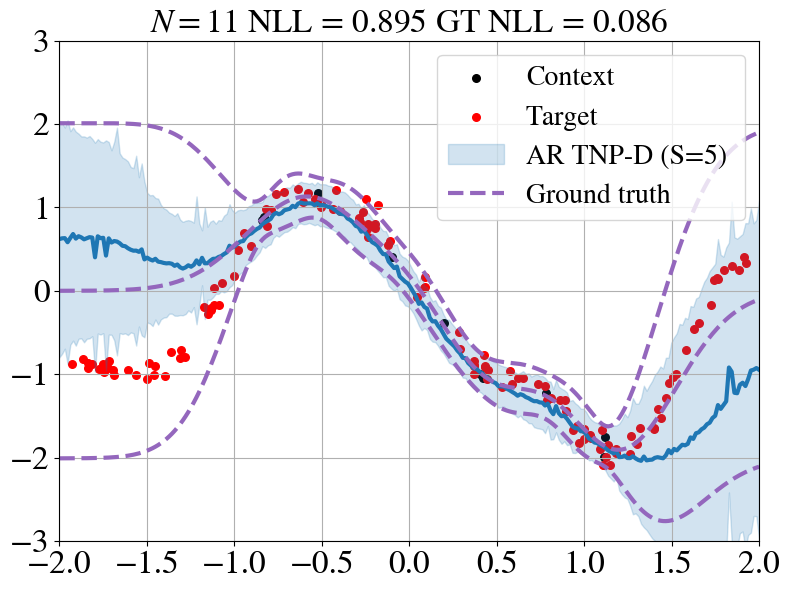 N = 11 NLL = 0.895 GT NLL = 0.086
3
2
1
0
−1
−2
−3
Context
Target
AR TNP-D (S=5)
Ground truth
−2.0 −1.5 −1.0 −0.5 0.0 0.5 1.0 1.5 2.0